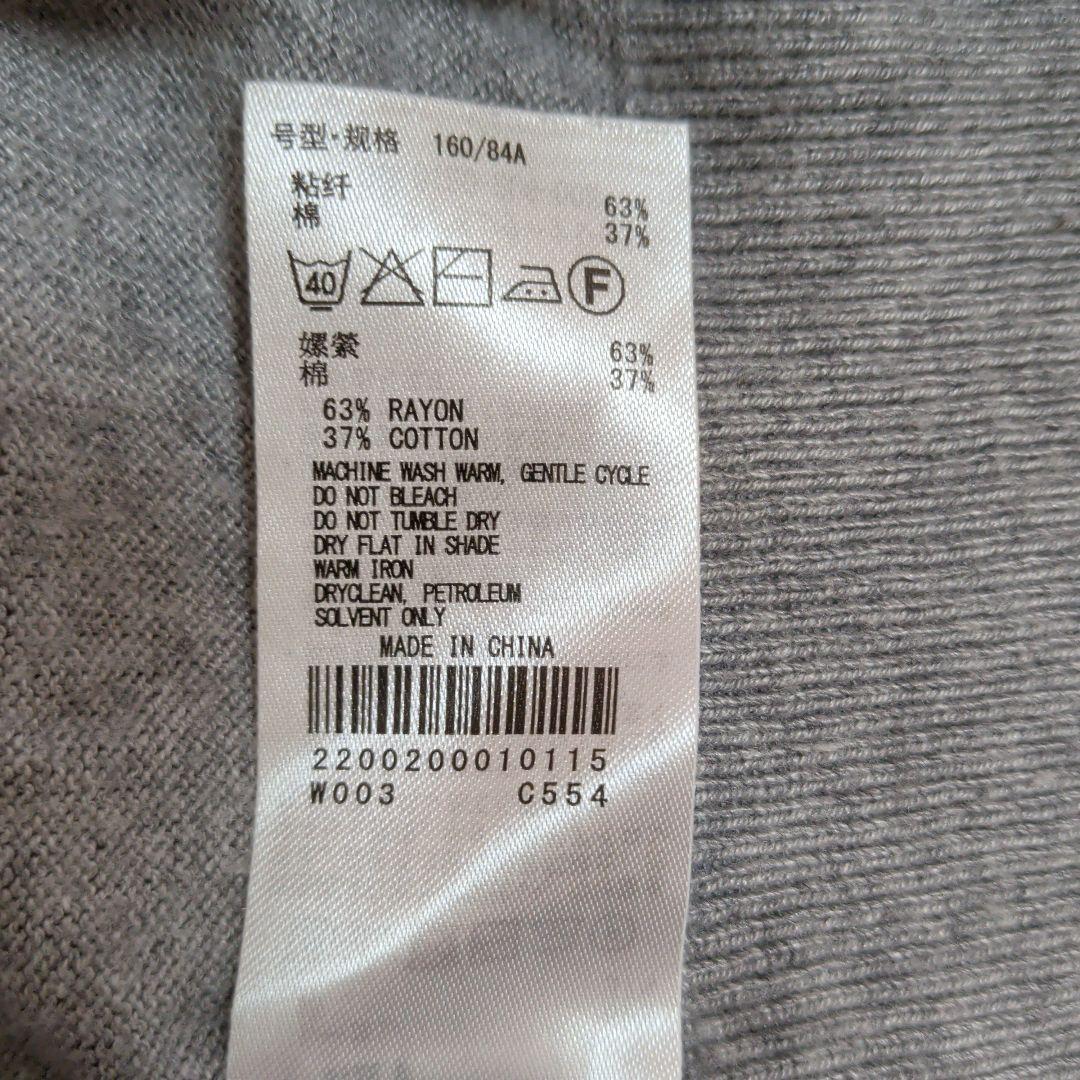 号型·规格 160/84A
粘纤 63%
棉 37%
40 F
嫘縈 63%
棉 37%
63% RAYON
37% COTTON
MACHINE WASH WARM, GENTLE CYCLE
DO NOT BLEACH
DO NOT TUMBLE DRY
DRY FLAT IN SHADE
WARM IRON
DRYCLEAN, PETROLEUM
SOLVENT ONLY
MADE IN CHINA
2200200010115
W003 C554